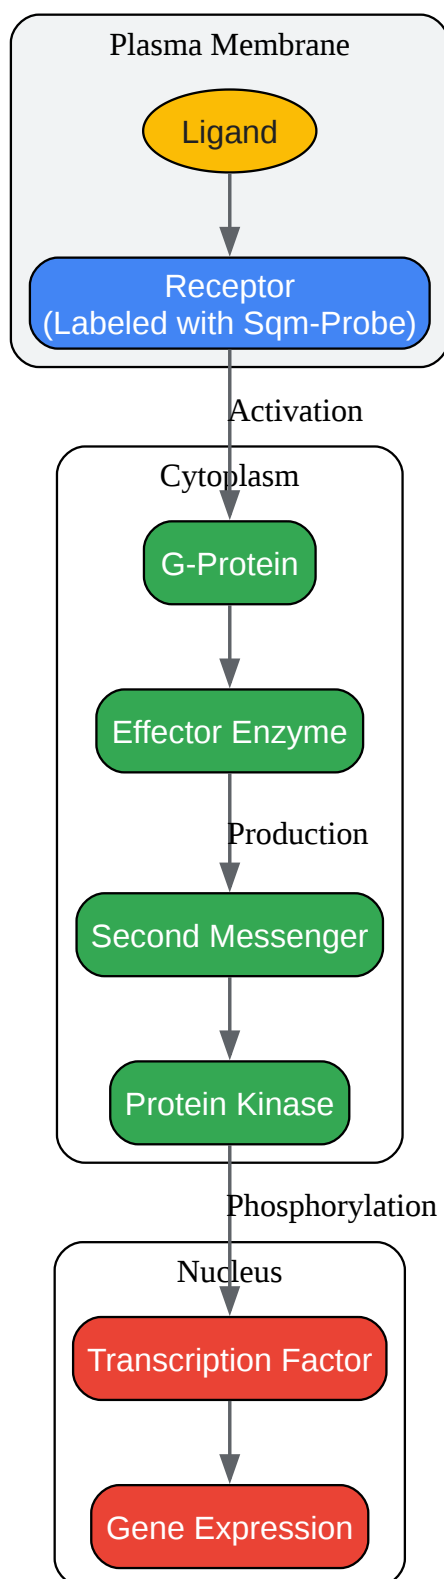 Plasma Membrane
Ligand
Receptor
(Labeled with Sqm-Probe)
Activation
Cytoplasm
G-Protein
Effector Enzyme
Production
Second Messenger
Protein Kinase
Phosphorylation
Nucleus
Transcription Factor
Gene Expression